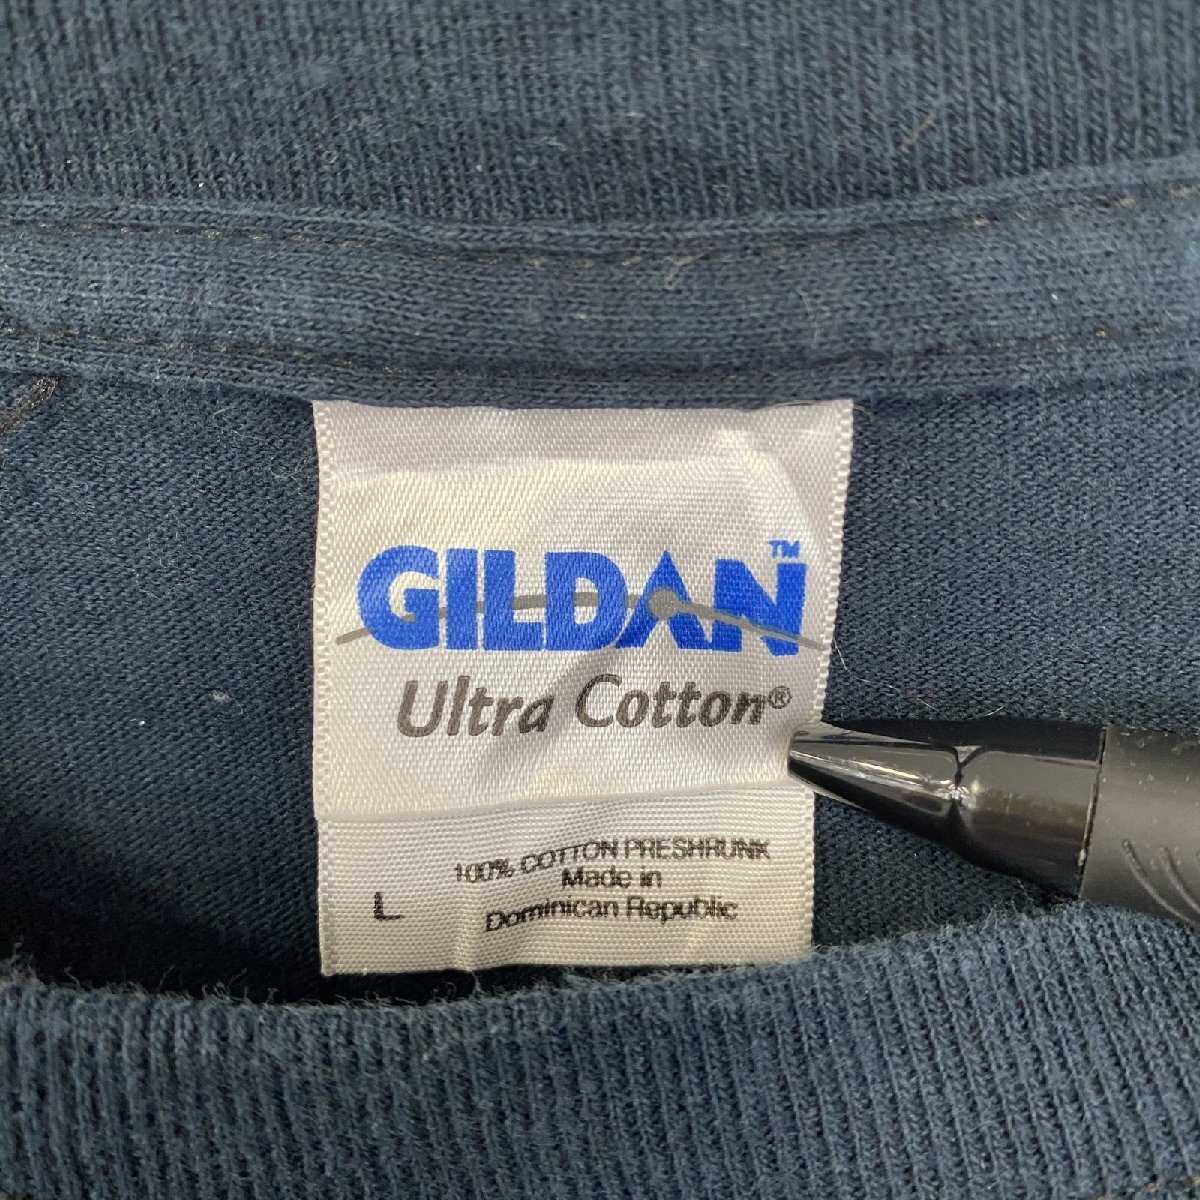 GILDAN™
Ultra Cotton®
100% COTTON PRESHRUNK
Made in
L
Dominican Republic